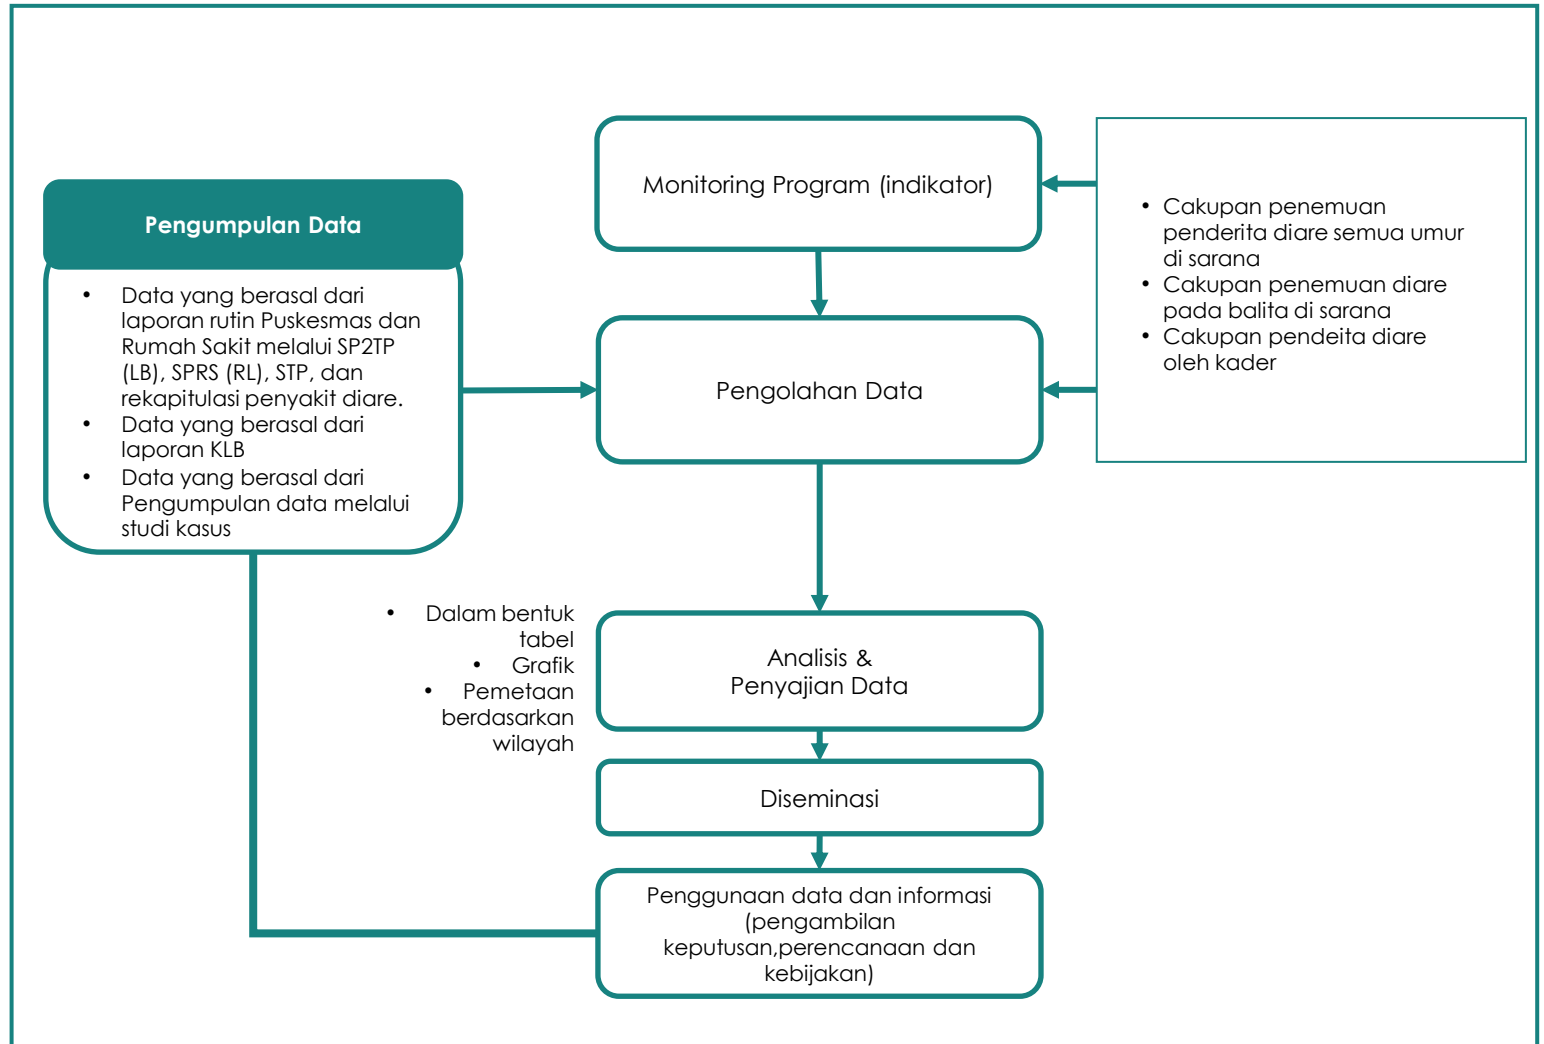 Pengumpulan Data
• Data yang berasal dari
laporan rutin Puskesmas dan
Rumah Sakit melalui SP2TP
(LB), SPRS (RL), STP, dan
rekapitulasi penyakit diare.
• Data yang berasal dari
laporan KLB
• Data yang berasal dari
Pengumpulan data melalui
studi kasus
Monitoring Program (indikator)
• Cakupan penemuan
penderita diare semua umur
di sarana
• Cakupan penemuan diare
pada balita di sarana
• Cakupan pendeita diare
oleh kader
Pengolahan Data
• Dalam bentuk
tabel
• Grafik
• Pemetaan
berdasarkan
wilayah
Analisis &
Penyajian Data
Diseminasi
Penggunaan data dan informasi
(pengambilan
keputusan,perencanaan dan
kebijakan)